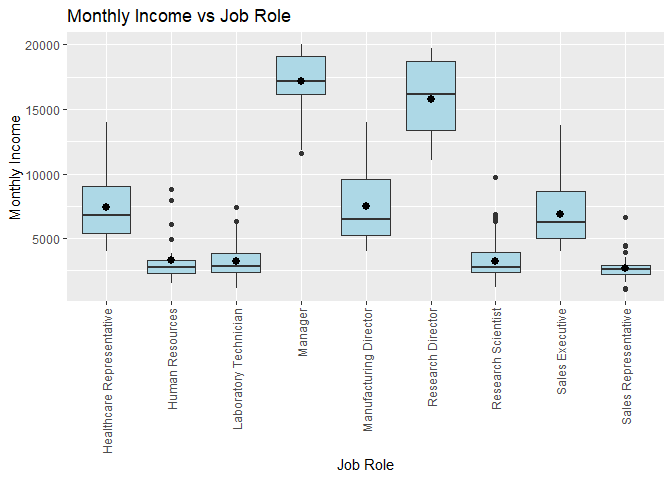 Monthly Income vs Job Role
Monthly Income
20000
15000
10000
5000
Healthcare Representative
Human Resources
Laboratory Technician
Manager
Manufacturing Director
Research Director
Research Scientist
Sales Executive
Sales Representative
Job Role